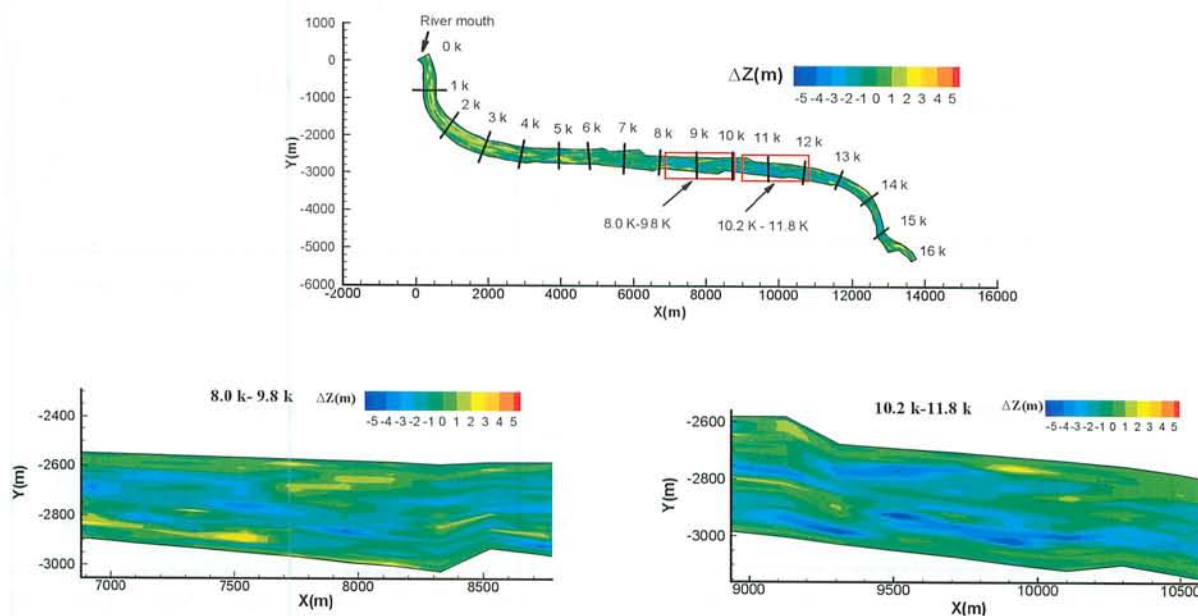 River mouth
0 k
1 k
2 k
3 k
4 k
5 k
6 k
7 k
8 k
9 k
10 k
11 k
12 k
13 k
14 k
15 k
16 k
8.0 K-9.8 K
10.2 K - 11.8 K
ΔZ(m)
-5 -4 -3 -2 -1 0 1 2 3 4 5
1000
0
-1000
-2000
-3000
-4000
-5000
-6000
Y(m)
-2000 0 2000 4000 6000 8000 10000 12000 14000 16000
X(m)
8.0 k- 9.8 k
ΔZ(m)
-5 -4 -3 -2 -1 0 1 2 3 4 5
-2400
-2600
-2800
-3000
Y(m)
7000 7500 8000 8500
X(m)
10.2 k-11.8 k
ΔZ(m)
-5 -4 -3 -2 -1 0 1 2 3 4 5
-2600
-2800
-3000
Y(m)
9000 9500 10000 10500
X(m)